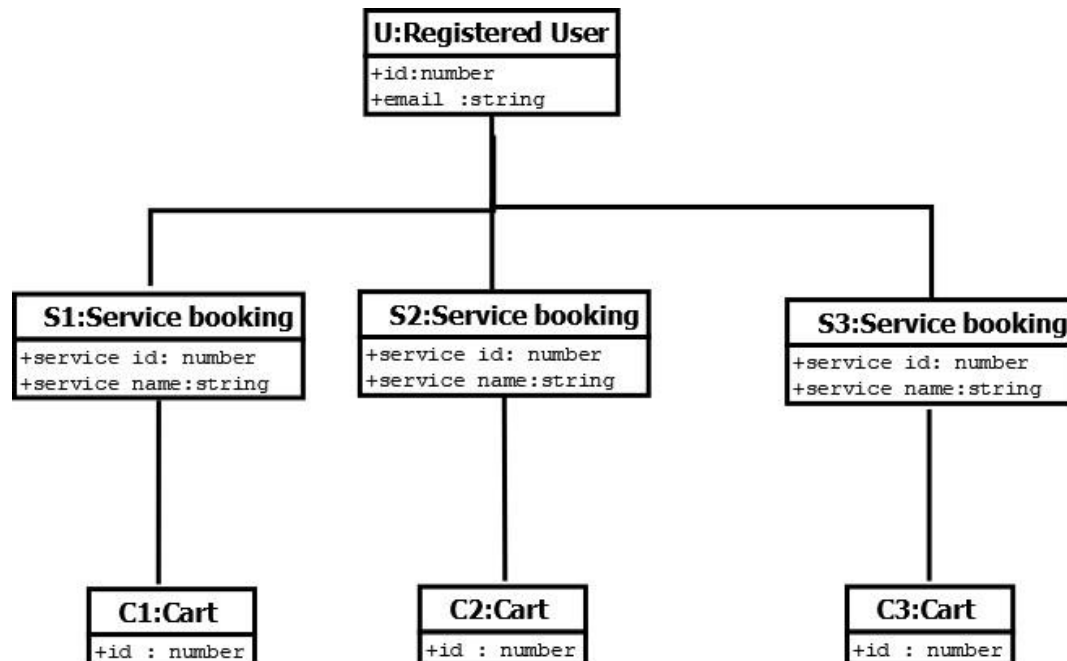 U:Registered User
+id:number
+email :string
S1:Service booking
+service id: number
+service name:string
S2:Service booking
+service id: number
+service name:string
S3:Service booking
+service id: number
+service name:string
C1:Cart
+id : number
C2:Cart
+id : number
C3:Cart
+id : number